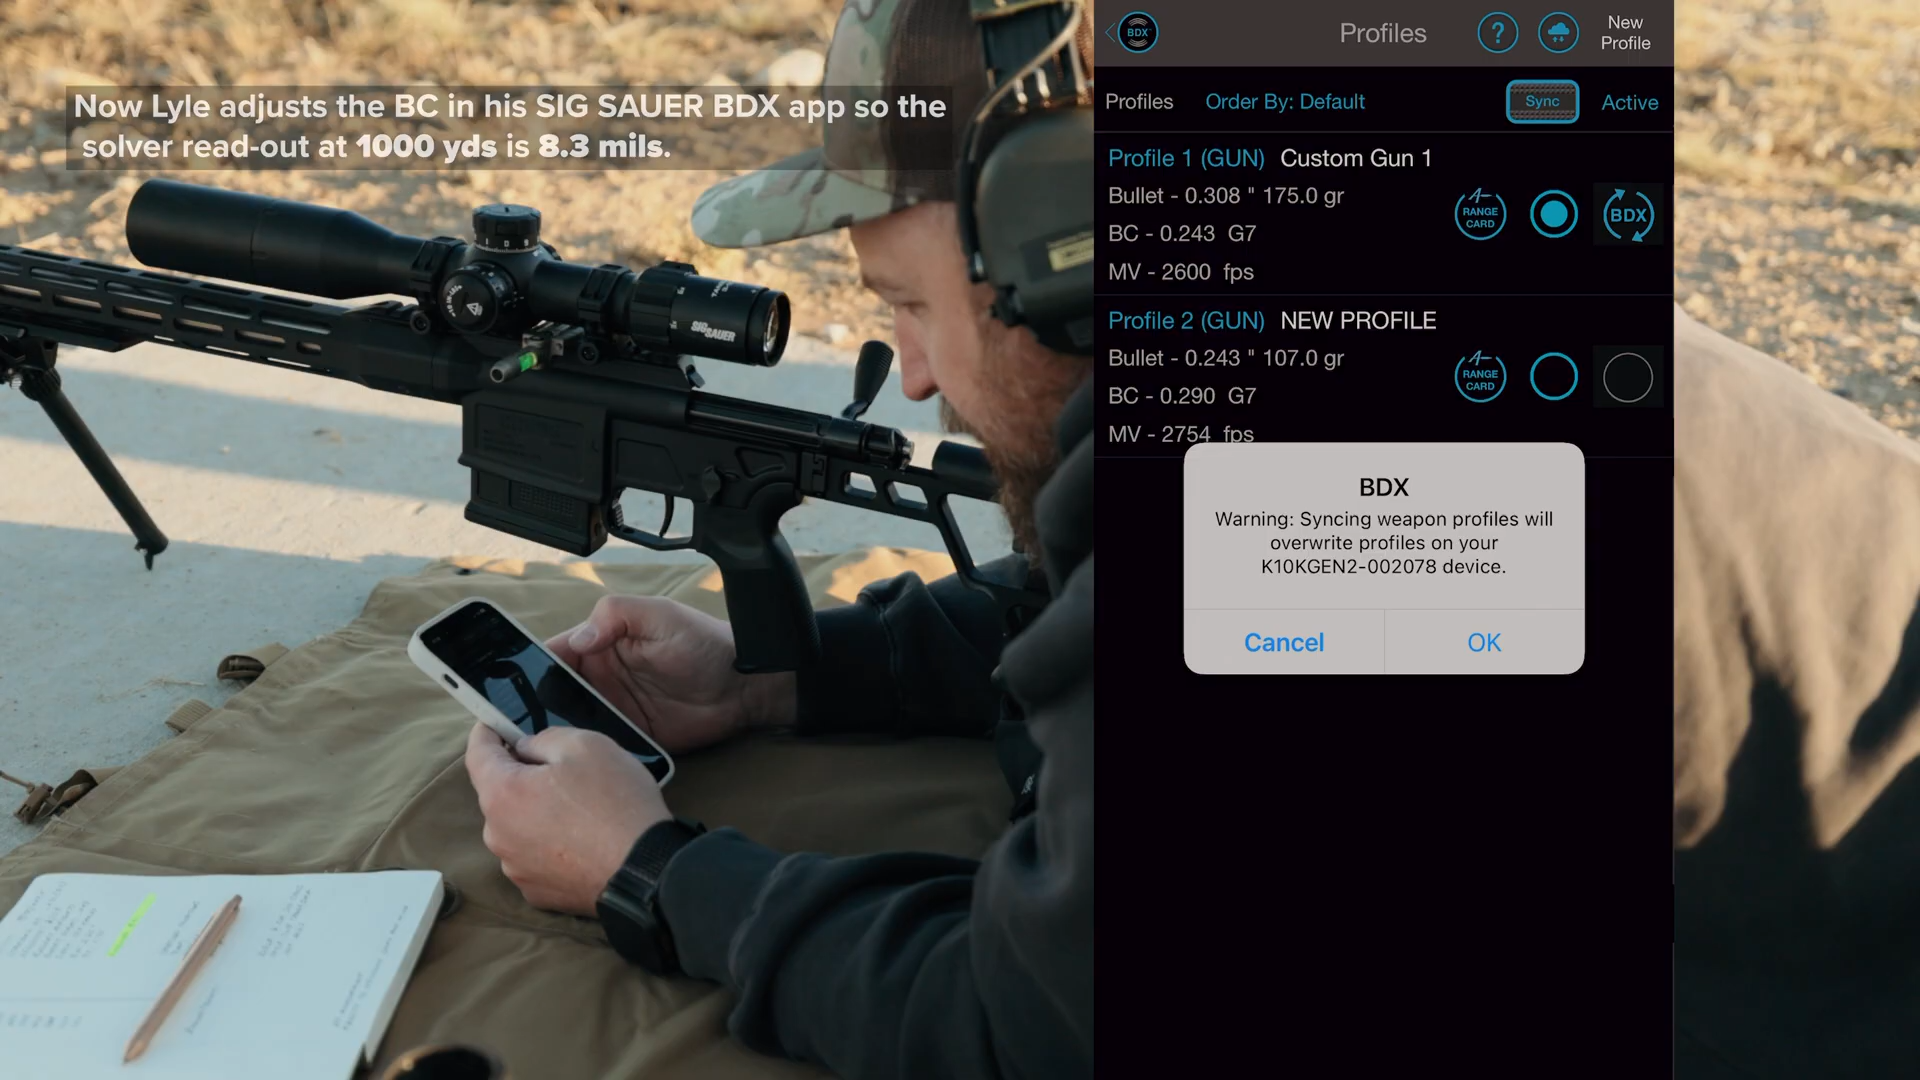 Now Lyle adjusts the BC in his SIG SAUER BDX app so the
solver read-out at 1000 yds is 8.3 mils.
SIG SAUER
BDX
Profiles
?
New
Profile
Profiles Order By: Default Sync Active
Profile 1 (GUN) Custom Gun 1
Bullet - 0.308 " 175.0 gr
BC - 0.243 G7
MV - 2600 fps
A
RANGE
CARD
BDX
Profile 2 (GUN) NEW PROFILE
Bullet - 0.243 " 107.0 gr
BC - 0.290 G7
MV - 2754 fps
A
RANGE
CARD
BDX
Warning: Syncing weapon profiles will
overwrite profiles on your
K10KGEN2-002078 device.
Cancel OK